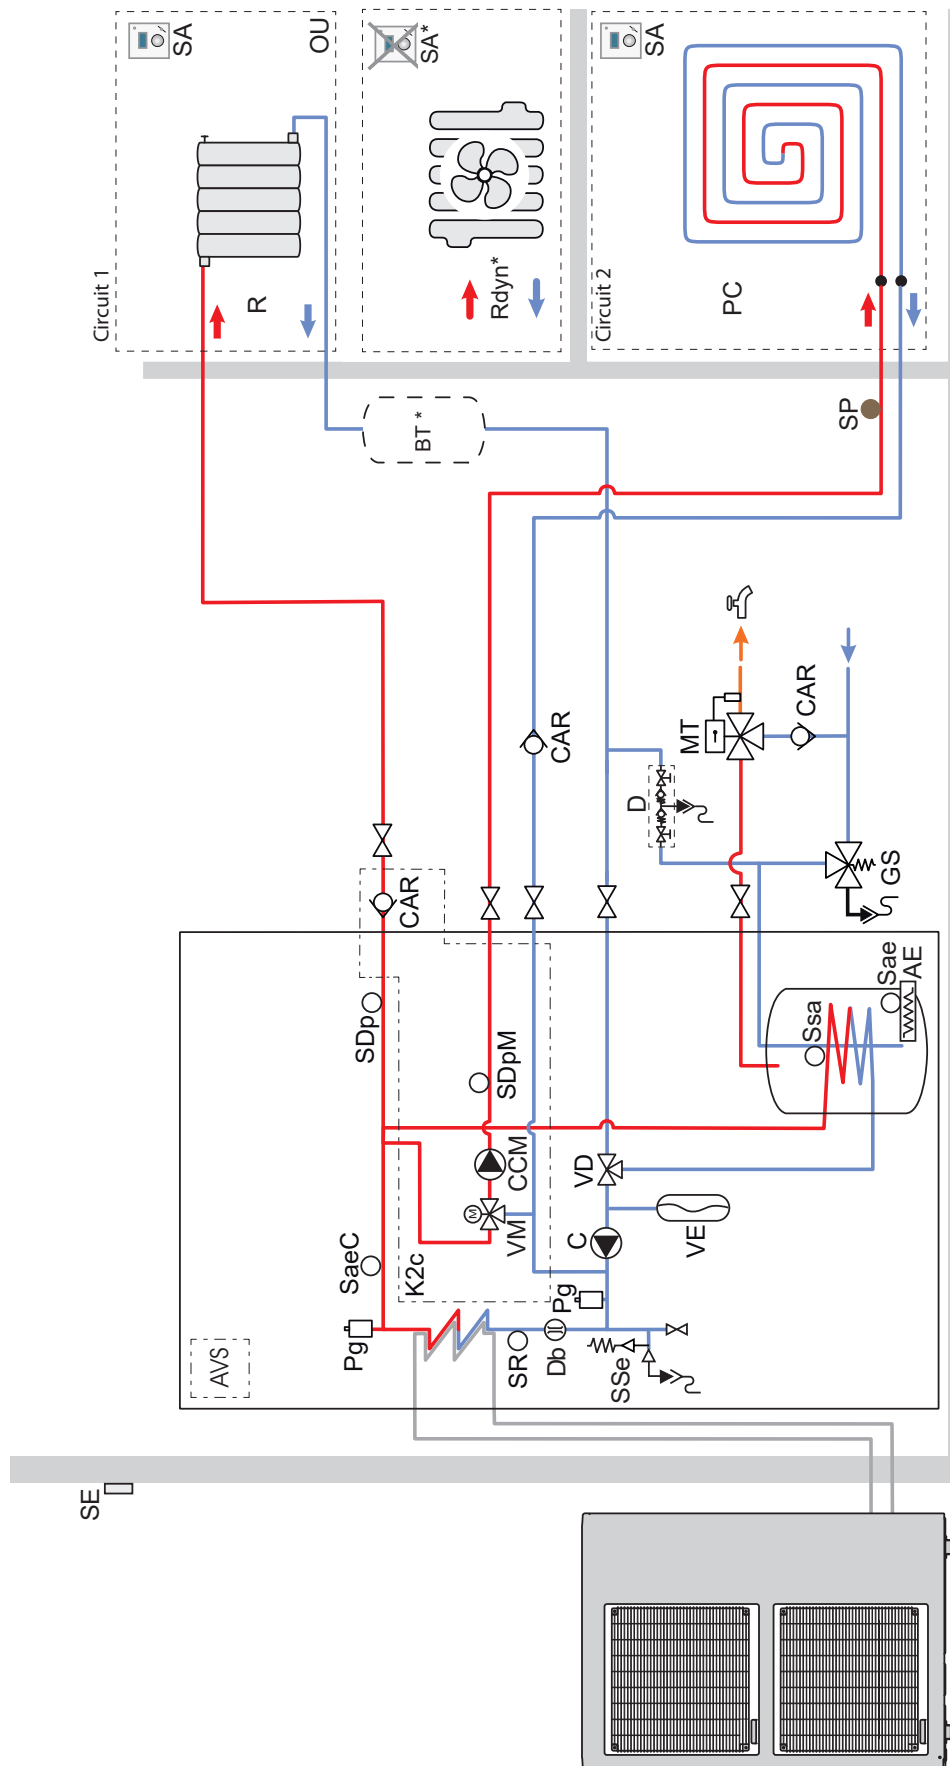 Circuit 1
SA
OU
R
SA*
Rdyn*
Circuit 2
SA
PC
BT *
SP
CAR
D
MT
CAR
GS
CAR
SDp
SDpM
Ssa
Sae
AE
CCM
VM
M
VD
C
VE
SaeC
K2c
Pg
Pg
SR
Db
SSe
AVS
SE